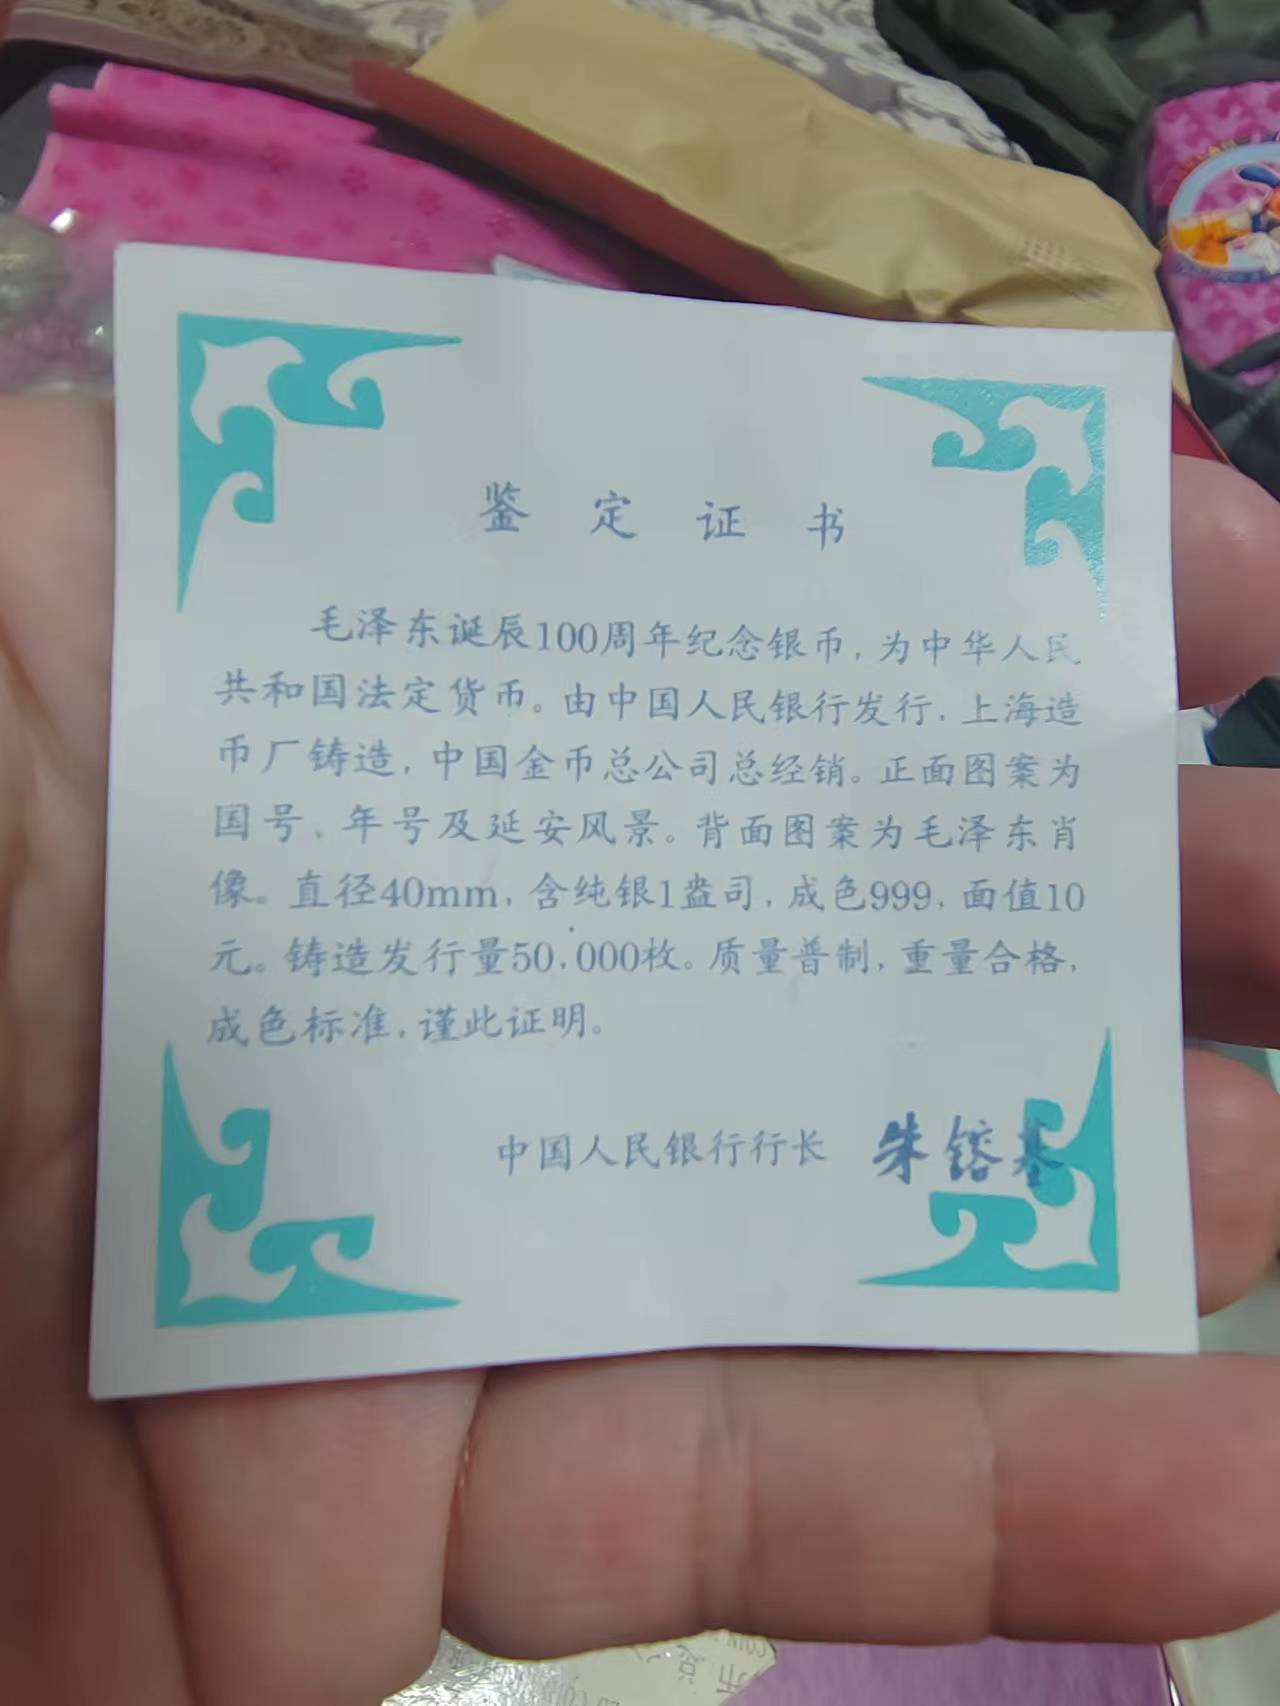 鉴定证书
毛泽东诞辰100周年纪念银币，为中华人民
共和国法定货币。由中国人民银行发行，上海造
币厂铸造，中国金币总公司总经销。正面图案为
国号、年号及延安风景。背面图案为毛泽东肖
像。直径40mm，含纯银1盎司，成色999，面值10
元。铸造发行量50,000枚。质量普制，重量合格，
成色标准，谨此证明。
中国人民银行行长 朱镕基